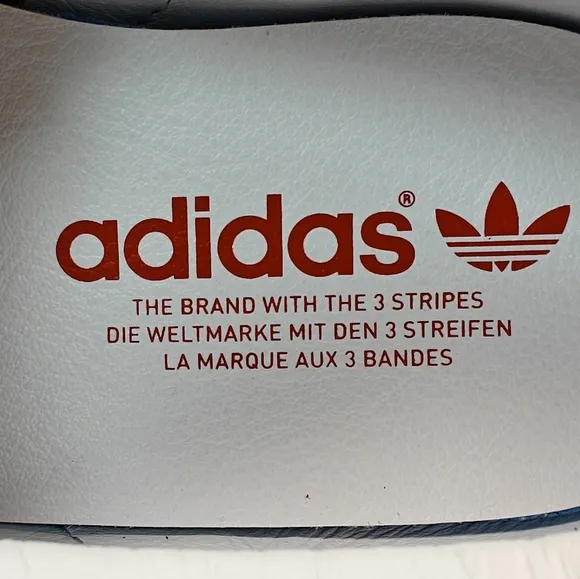 adidas®
THE BRAND WITH THE 3 STRIPES
DIE WELTMARKE MIT DEN 3 STREIFEN
LA MARQUE AUX 3 BANDES